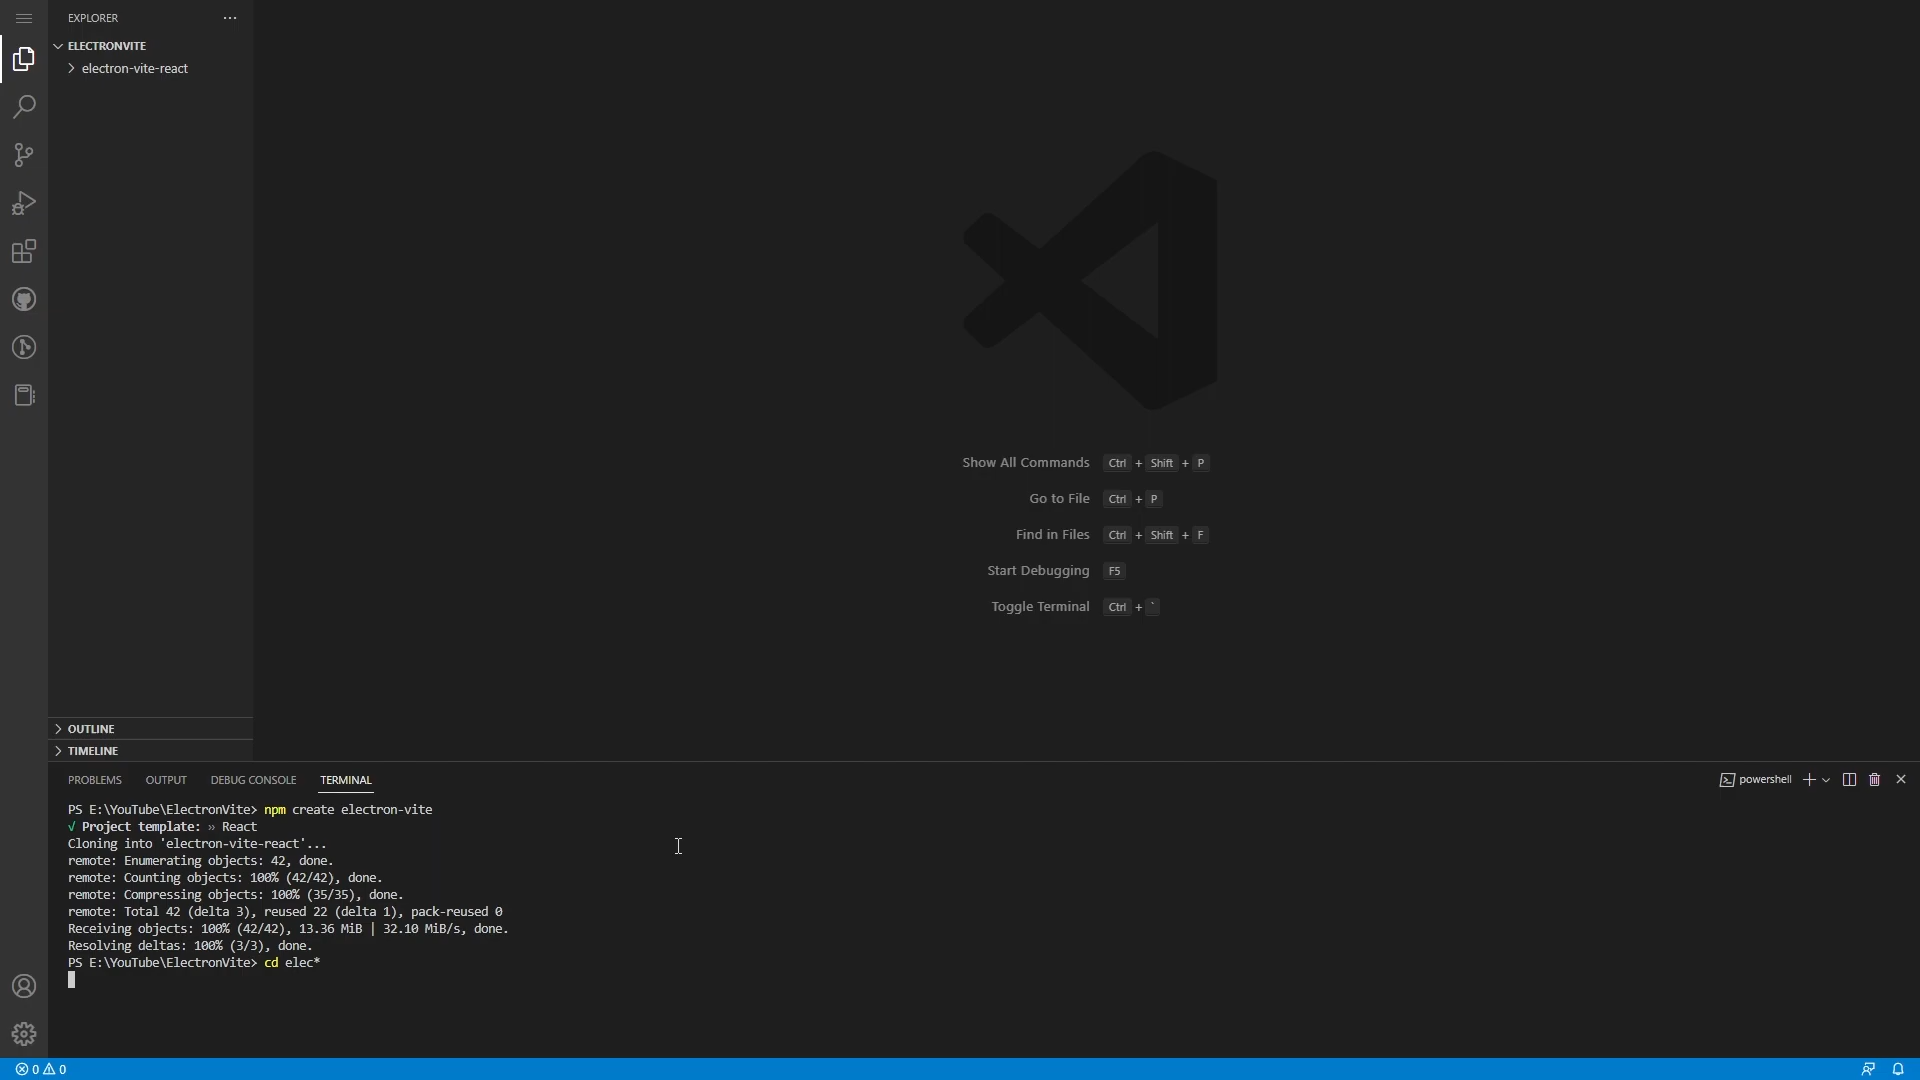 EXPLORER
ELECTRONVITE
electron-vite-react
Show All Commands Ctrl + Shift + P
Go to File Ctrl + P
Find in Files Ctrl + Shift + F
Start Debugging F5
Toggle Terminal Ctrl + `
OUTLINE
TIMELINE
PROBLEMS OUTPUT DEBUG CONSOLE TERMINAL
powershell
PS E:\YouTube\ElectronVite> npm create electron-vite
√ Project template: » React
Cloning into 'electron-vite-react'...
remote: Enumerating objects: 42, done.
remote: Counting objects: 100% (42/42), done.
remote: Compressing objects: 100% (35/35), done.
remote: Total 42 (delta 3), reused 22 (delta 1), pack-reused 0
Receiving objects: 100% (42/42), 13.36 MiB | 32.10 MiB/s, done.
Resolving deltas: 100% (3/3), done.
PS E:\YouTube\ElectronVite> cd elec*
0 0